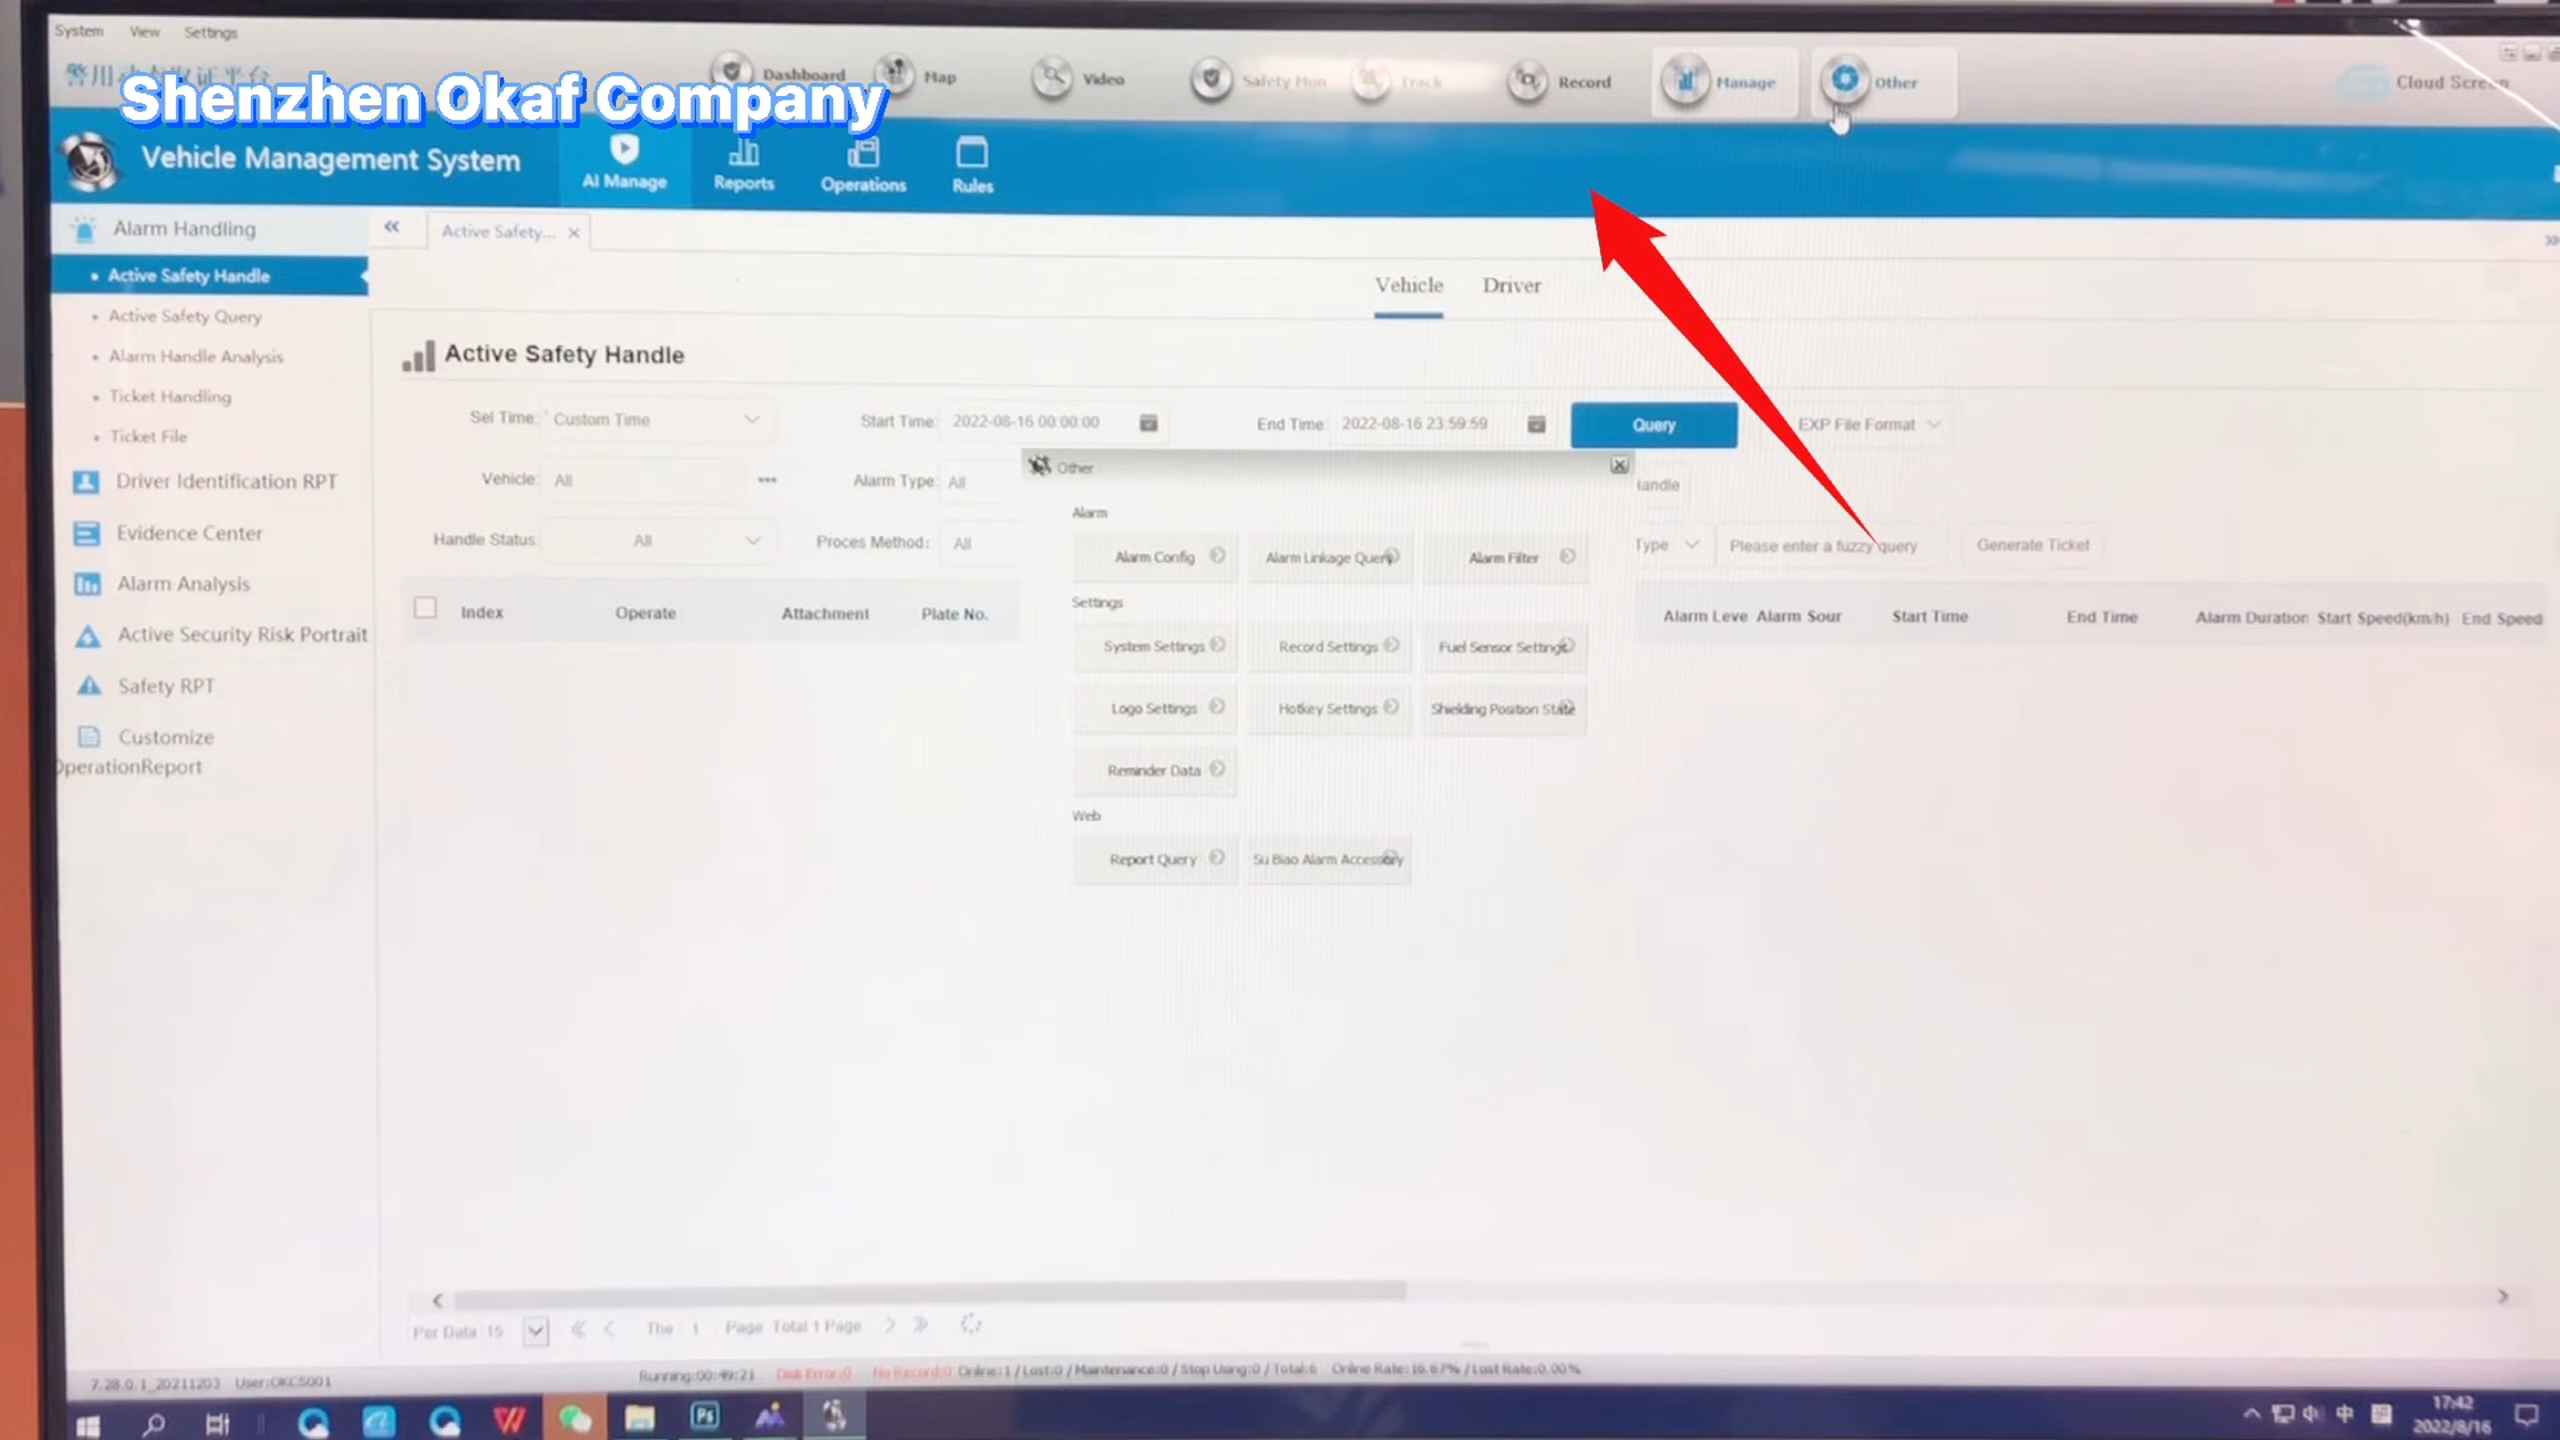 System View Settings
Shenzhen Okaf Company
Dashboard Map Video Safety Mon Track Record Manage Other Cloud Screen
Vehicle Management System
AI Manage Reports Operations Rules
Alarm Handling
Active Safety...
Active Safety Handle
Active Safety Query
Alarm Handle Analysis
Ticket Handling
Ticket File
Driver Identification RPT
Evidence Center
Alarm Analysis
Active Security Risk Portrait
Safety RPT
Customize
OperationReport
Vehicle Driver
Active Safety Handle
Sel Time: Custom Time Start Time: 2022-08-16 00:00:00 End Time 2022-08-16 23:59:59 Query EXP File Format
Vehicle: All ••• Alarm Type All
Handle Status: All Proces Method: All Type Please enter a fuzzy query Generate Ticket
Index Operate Attachment Plate No. Alarm Leve Alarm Sour Start Time End Time Alarm Duration Start Speed(km/h) End Speed
Other
Alarm
Alarm Config Alarm Linkage Query Alarm Filter
Settings
System Settings Record Settings Fuel Sensor Settings
Logo Settings Hotkey Settings Shielding Position State
Reminder Data
Web
Report Query Su Biao Alarm Accessory
Per Data 15 The 1 Page Total 1 Page
7.28.0.1_20211203 User:OKC5001 Running:00:49:21 Disk Error:0 No Record:0 Online:1 / Lost:0 / Maintenance:0 / Stop Using:0 / Total:6 Online Rate:16.67% / Lost Rate:0.00%
Ps
中
17:42
2022/8/16